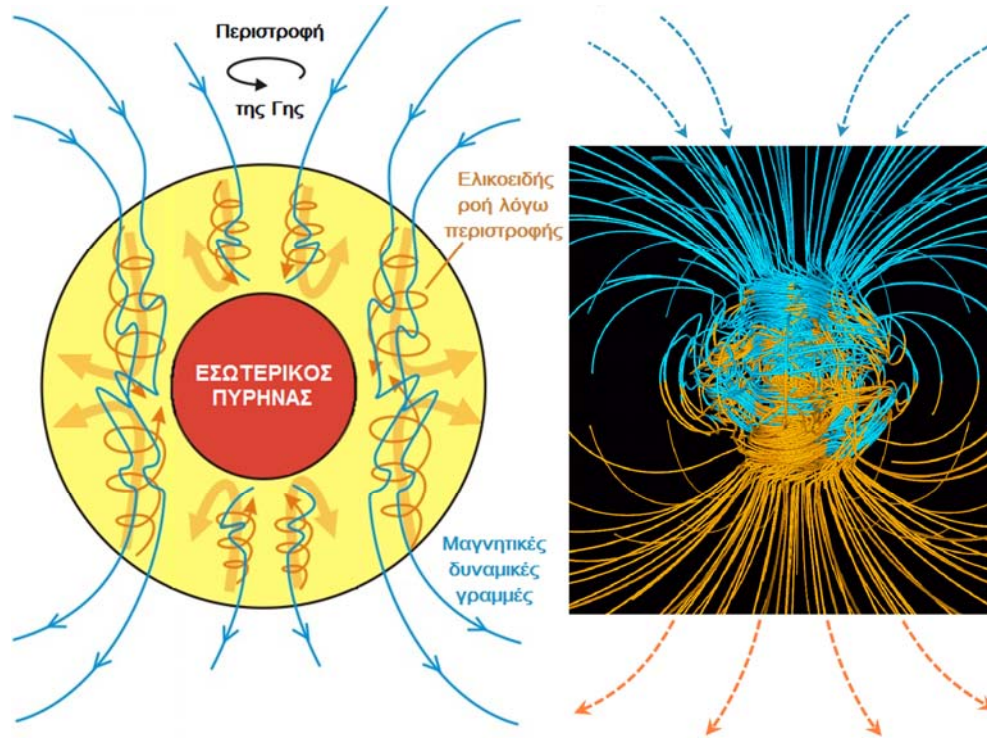 Περιστροφή
της Γης
Ελικοειδής
ροή λόγω
περιστροφής
ΕΣΩΤΕΡΙΚΟΣ
ΠΥΡΗΝΑΣ
Μαγνητικές
δυναμικές
γραμμές